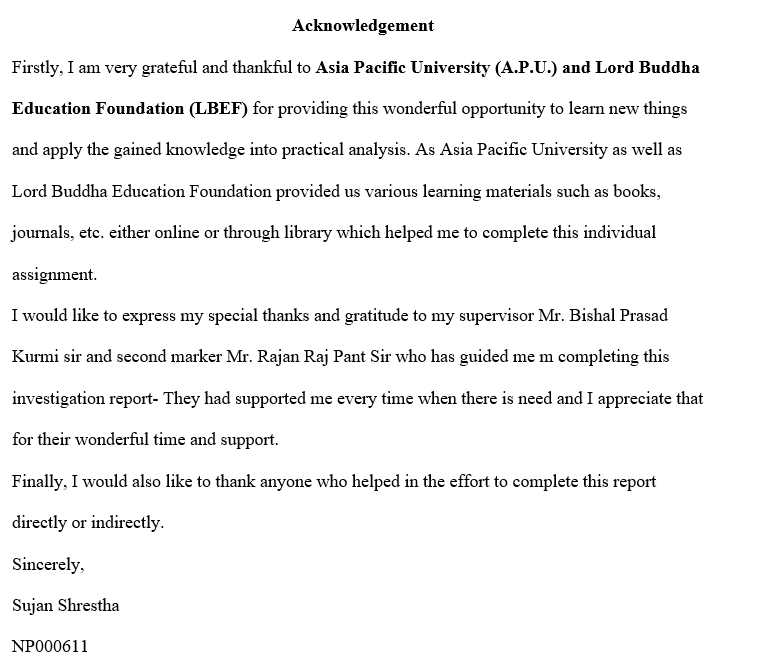 Acknowledgement
Firstly, I am very grateful and thankful to Asia Pacific University (A.P.U.) and Lord Buddha
Education Foundation (LBEF) for providing this wonderful opportunity to learn new things
and apply the gained knowledge into practical analysis. As Asia Pacific University as well as
Lord Buddha Education Foundation provided us various learning materials such as books,
journals, etc. either online or through library which helped me to complete this individual
assignment.
I would like to express my special thanks and gratitude to my supervisor Mr. Bishal Prasad
Kurmi sir and second marker Mr. Rajan Raj Pant Sir who has guided me m completing this
investigation report- They had supported me every time when there is need and I appreciate that
for their wonderful time and support.
Finally, I would also like to thank anyone who helped in the effort to complete this report
directly or indirectly.
Sincerely,
Sujan Shrestha
NP000611